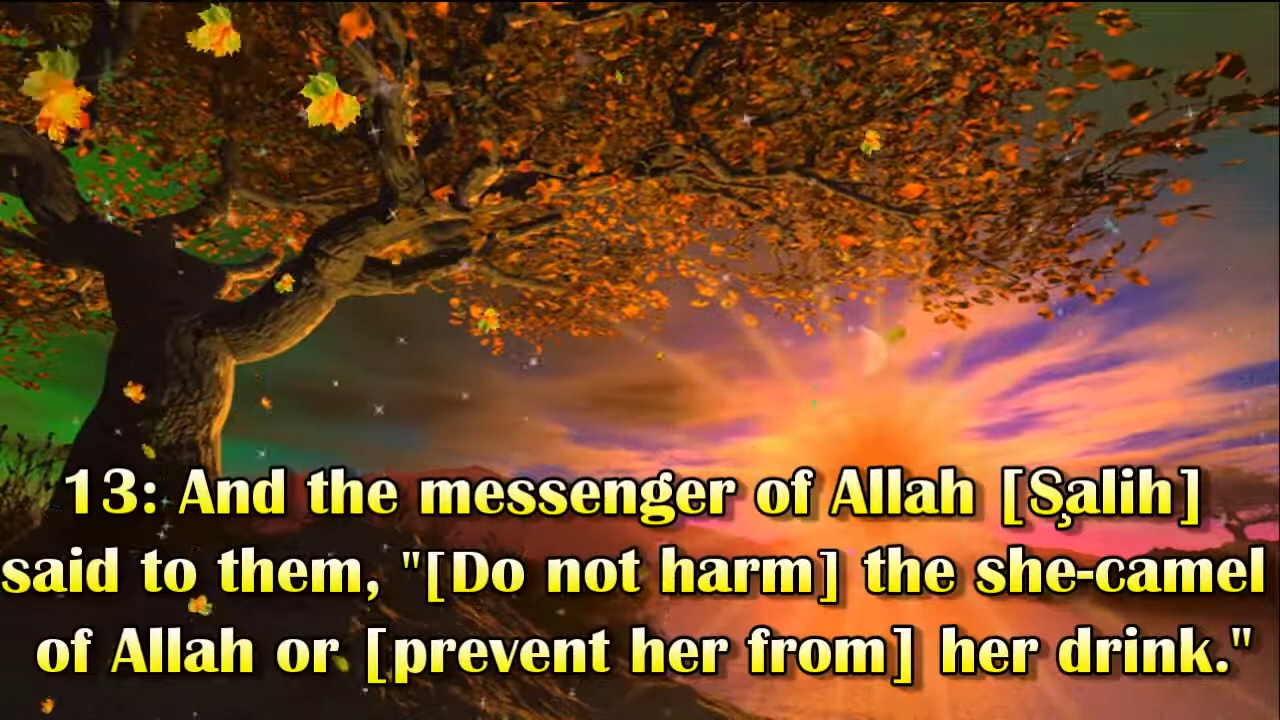 13: And the messenger of Allah [Şalih]
said to them, "[Do not harm] the she-camel
of Allah or [prevent her from] her drink."